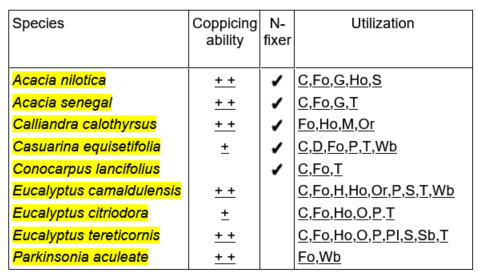 Species Coppicing ability N-fixer Utilization
Acacia nilotica + + ✓ C,Fo,G,Ho,S
Acacia senegal + + ✓ C,Fo,G,T
Calliandra calothyrsus + + ✓ Fo,Ho,M,Or
Casuarina equisetifolia + ✓ C,D,Fo,P,T,Wb
Conocarpus lancifolius ✓ C,Fo,T
Eucalyptus camaldulensis + + C,Fo,H,Ho,Or,P,S,T,Wb
Eucalyptus citriodora + C,Fo,Ho,O,P.T
Eucalyptus tereticornis + + C,Fo,Ho,O,P,Pl,S,Sb,T
Parkinsonia aculeate + + Fo,Wb